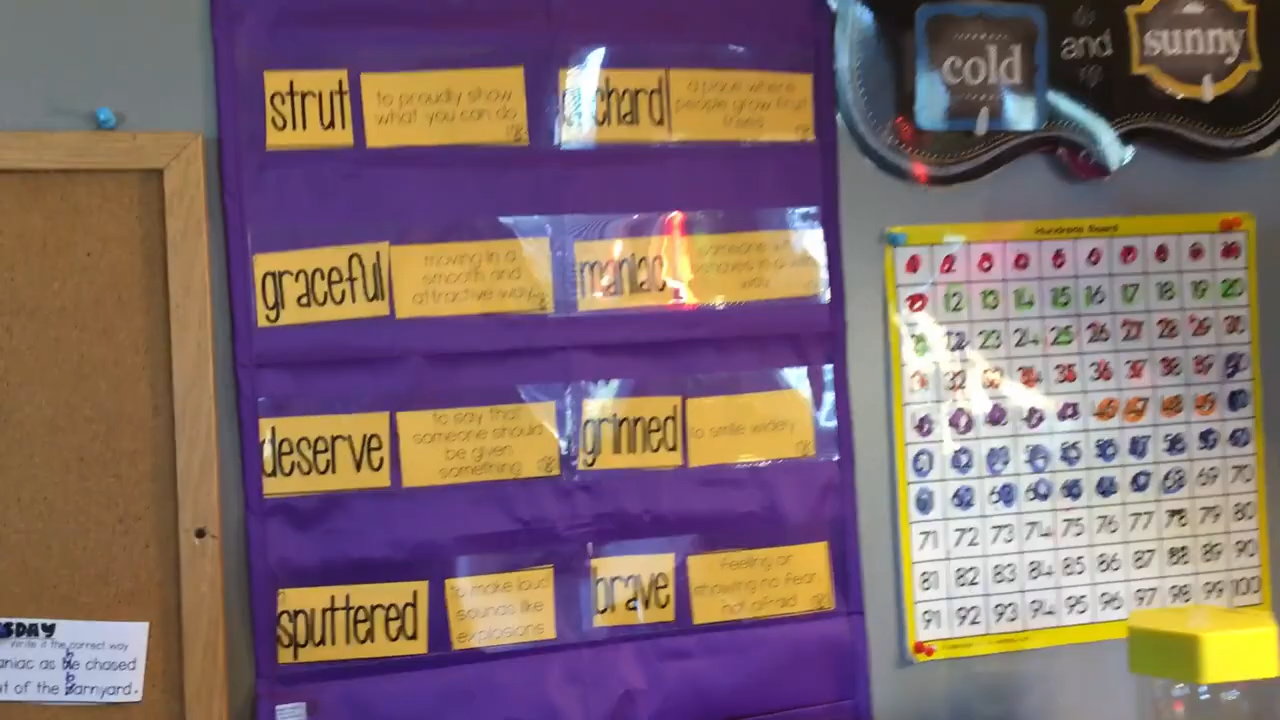 strut
to proudly show
what you can do
chard
a place where
people grow fruit
trees
graceful
moving in a
smooth and
attractive way
maniac
someone
in a
way
deserve
to say that
someone should
be given
something
grinned
to smile widely
sputtered
to make loud
sounds like
explosions
brave
feeling or
showing no fear,
not afraid
cold
and
sunny
Hundreds Board
12 13 14 15 16 17 18 19 20
23 24 25 26 27 28 29 30
32 34 35 36 37 38 39
69 70
71 72 73 74 75 76 77 78 79 80
81 82 83 84 85 86 87 88 89 90
91 92 93 94 95 96 97 98 99 100
SDAY
Write it the correct way
aniac as he chased
t of the Barnyard.